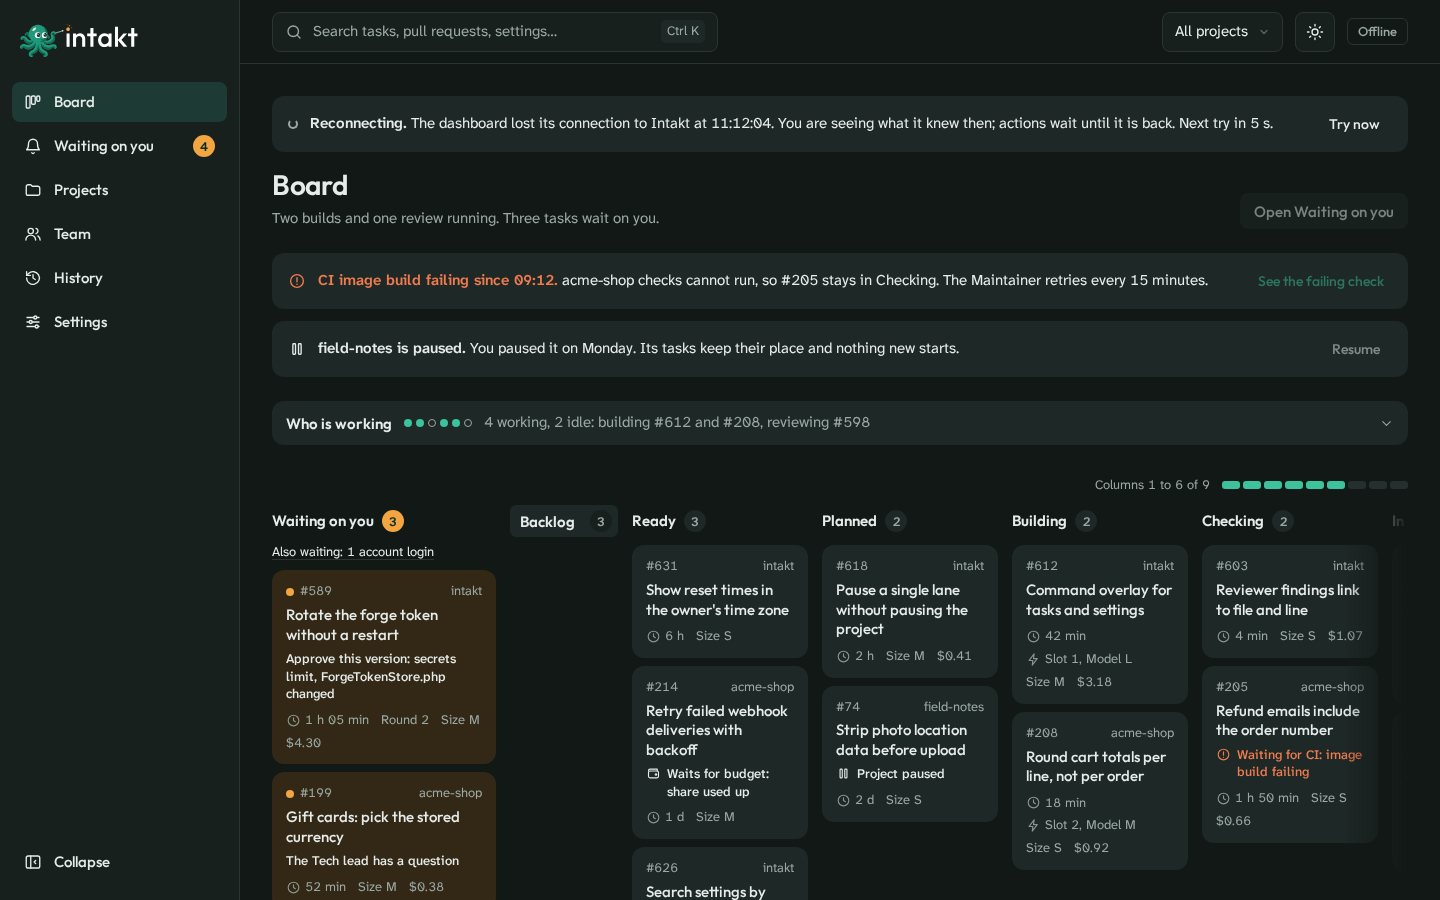 intakt
Search tasks, pull requests, settings...
Ctrl K
All projects
Offline
Board
Waiting on you
4
Projects
Team
History
Settings
Collapse
Reconnecting. The dashboard lost its connection to Intakt at 11:12:04. You are seeing what it knew then; actions wait until it is back. Next try in 5 s.
Try now
Board
Two builds and one review running. Three tasks wait on you.
Open Waiting on you
CI image build failing since 09:12. acme-shop checks cannot run, so #205 stays in Checking. The Maintainer retries every 15 minutes.
See the failing check
field-notes is paused. You paused it on Monday. Its tasks keep their place and nothing new starts.
Resume
Who is working
4 working, 2 idle: building #612 and #208, reviewing #598
Columns 1 to 6 of 9
Waiting on you 3
Also waiting: 1 account login
#589 intakt
Rotate the forge token
without a restart
Approve this version: secrets
limit, ForgeTokenStore.php
changed
1 h 05 min Round 2 Size M
$4.30
#199 acme-shop
Gift cards: pick the stored
currency
The Tech lead has a question
52 min Size M $0.38
Backlog 3
Ready 3
#631 intakt
Show reset times in
the owner's time zone
6 h Size S
#214 acme-shop
Retry failed webhook
deliveries with
backoff
Waits for budget:
share used up
1 d Size M
#626 intakt
Search settings by
Planned 2
#618 intakt
Pause a single lane
without pausing the
project
2 h Size M $0.41
#74 field-notes
Strip photo location
data before upload
Project paused
2 d Size S
Building 2
#612 intakt
Command overlay for
tasks and settings
42 min
Slot 1, Model L
Size M $3.18
#208 acme-shop
Round cart totals per
line, not per order
18 min
Slot 2, Model M
Size S $0.92
Checking 2
#603 intakt
Reviewer findings link
to file and line
4 min Size S $1.07
#205 acme-shop
Refund emails include
the order number
Waiting for CI: image
build failing
1 h 50 min Size S
$0.66
In